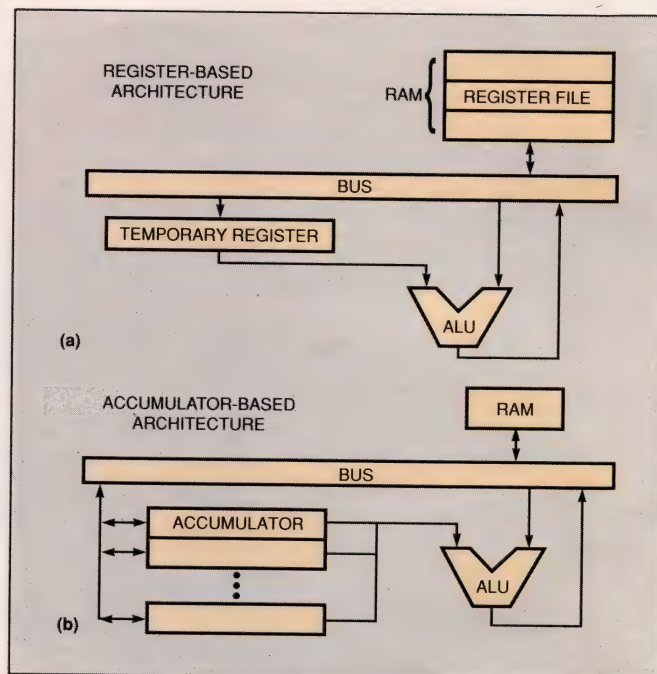 REGISTER-BASED
ARCHITECTURE
RAM
REGISTER FILE
BUS
TEMPORARY REGISTER
ALU
(a)
ACCUMULATOR-BASED
ARCHITECTURE
RAM
BUS
ACCUMULATOR
ALU
(b)